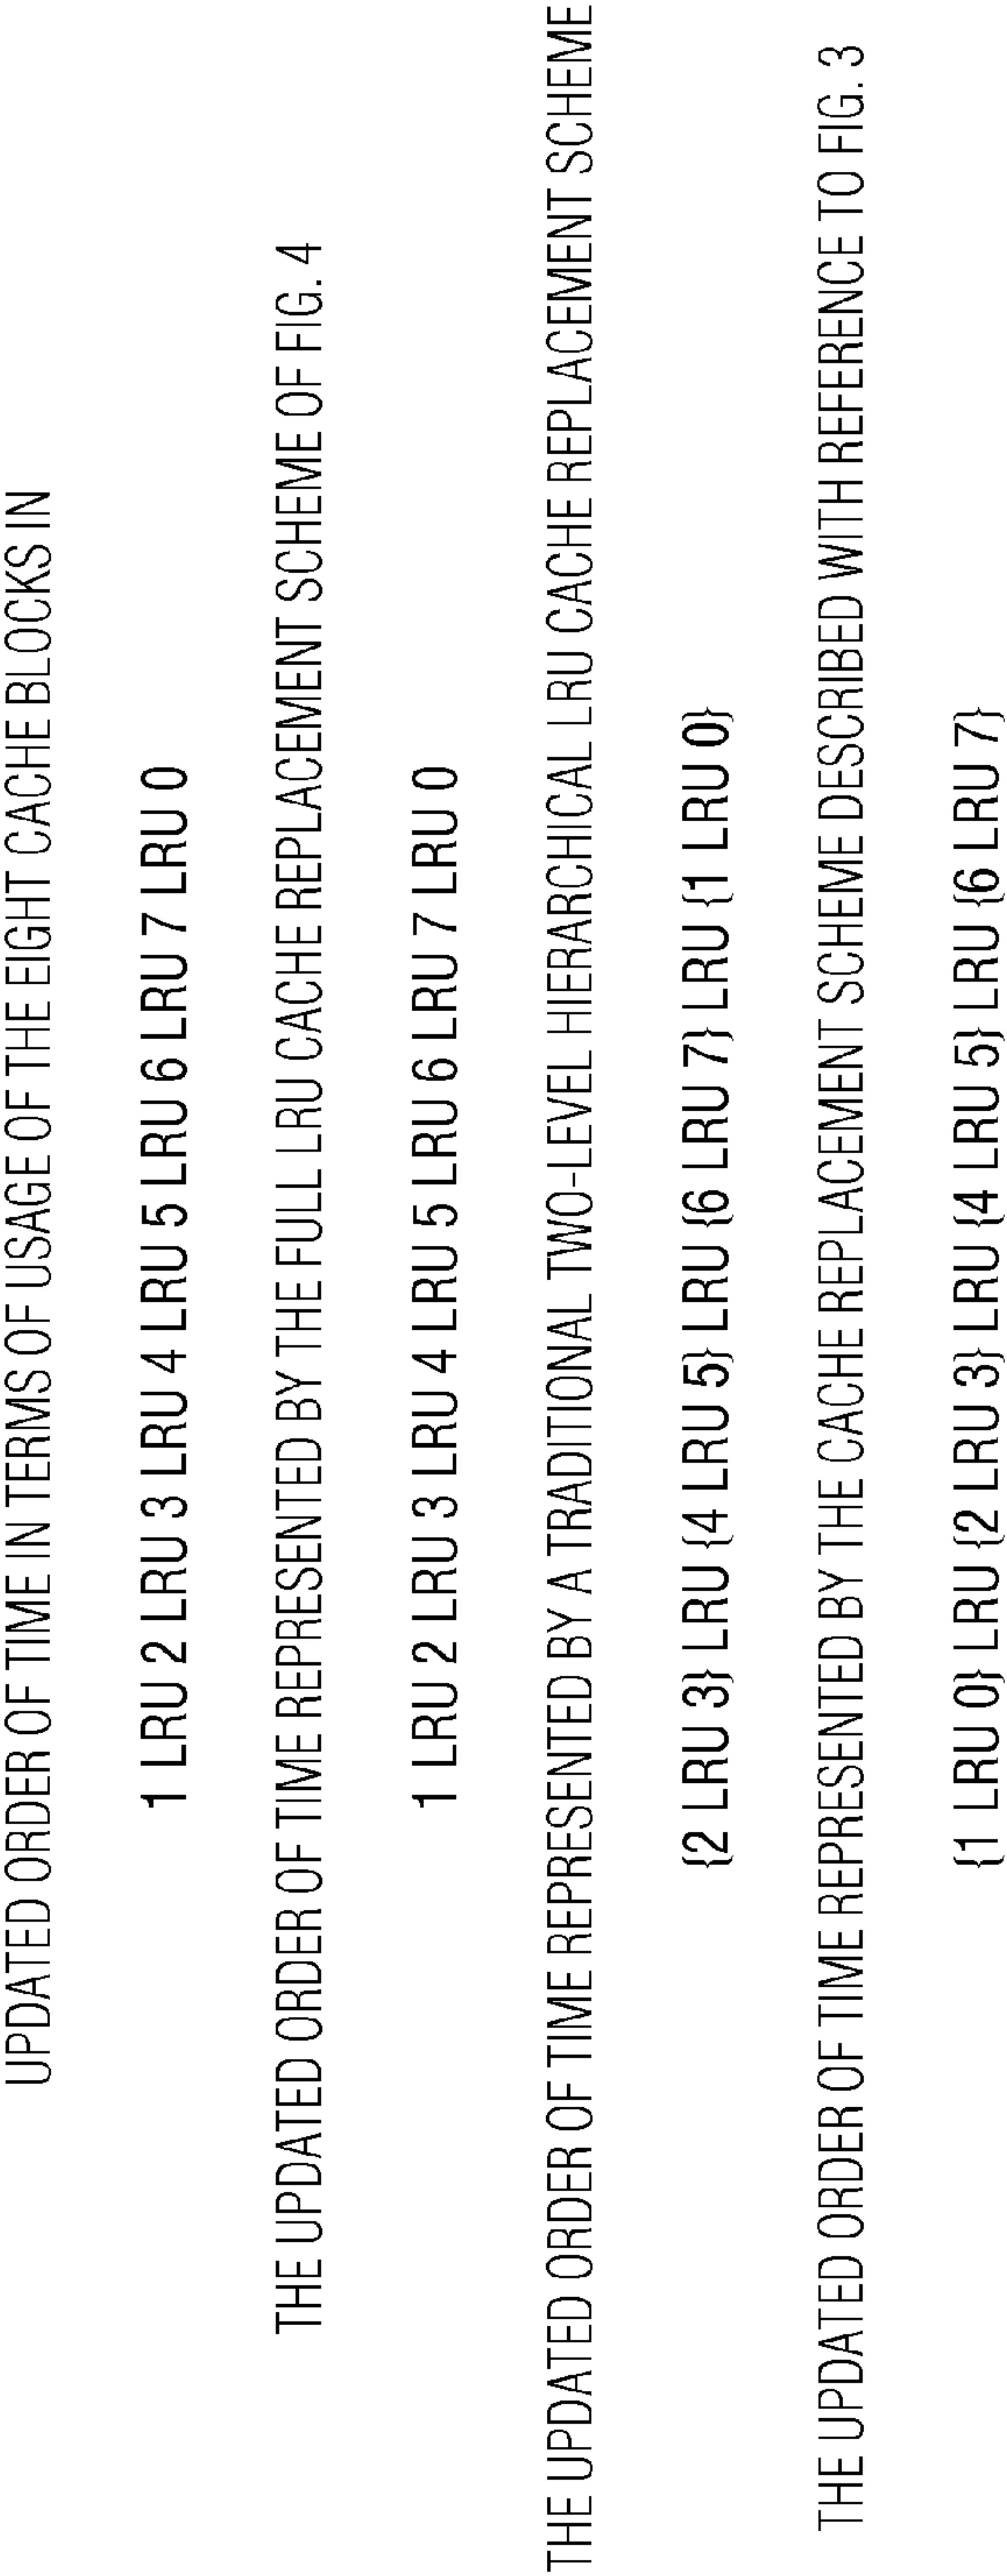 UPDATED ORDER OF TIME IN TERMS OF USAGE OF THE EIGHT CACHE BLOCKS IN
1 LRU 2 LRU 3 LRU 4 LRU 5 LRU 6 LRU 7 LRU 0
THE UPDATED ORDER OF TIME REPRESENTED BY THE FULL LRU CACHE REPLACEMENT SCHEME OF FIG. 4
1 LRU 2 LRU 3 LRU 4 LRU 5 LRU 6 LRU 7 LRU 0
THE UPDATED ORDER OF TIME REPRESENTED BY A TRADITIONAL TWO-LEVEL HIERARCHICAL LRU CACHE REPLACEMENT SCHEME
{2 LRU 3} LRU {4 LRU 5} LRU {6 LRU 7} LRU {1 LRU 0}
THE UPDATED ORDER OF TIME REPRESENTED BY THE CACHE REPLACEMENT SCHEME DESCRIBED WITH REFERENCE TO FIG. 3
{1 LRU 0} LRU {2 LRU 3} LRU {4 LRU 5} LRU {6 LRU 7}